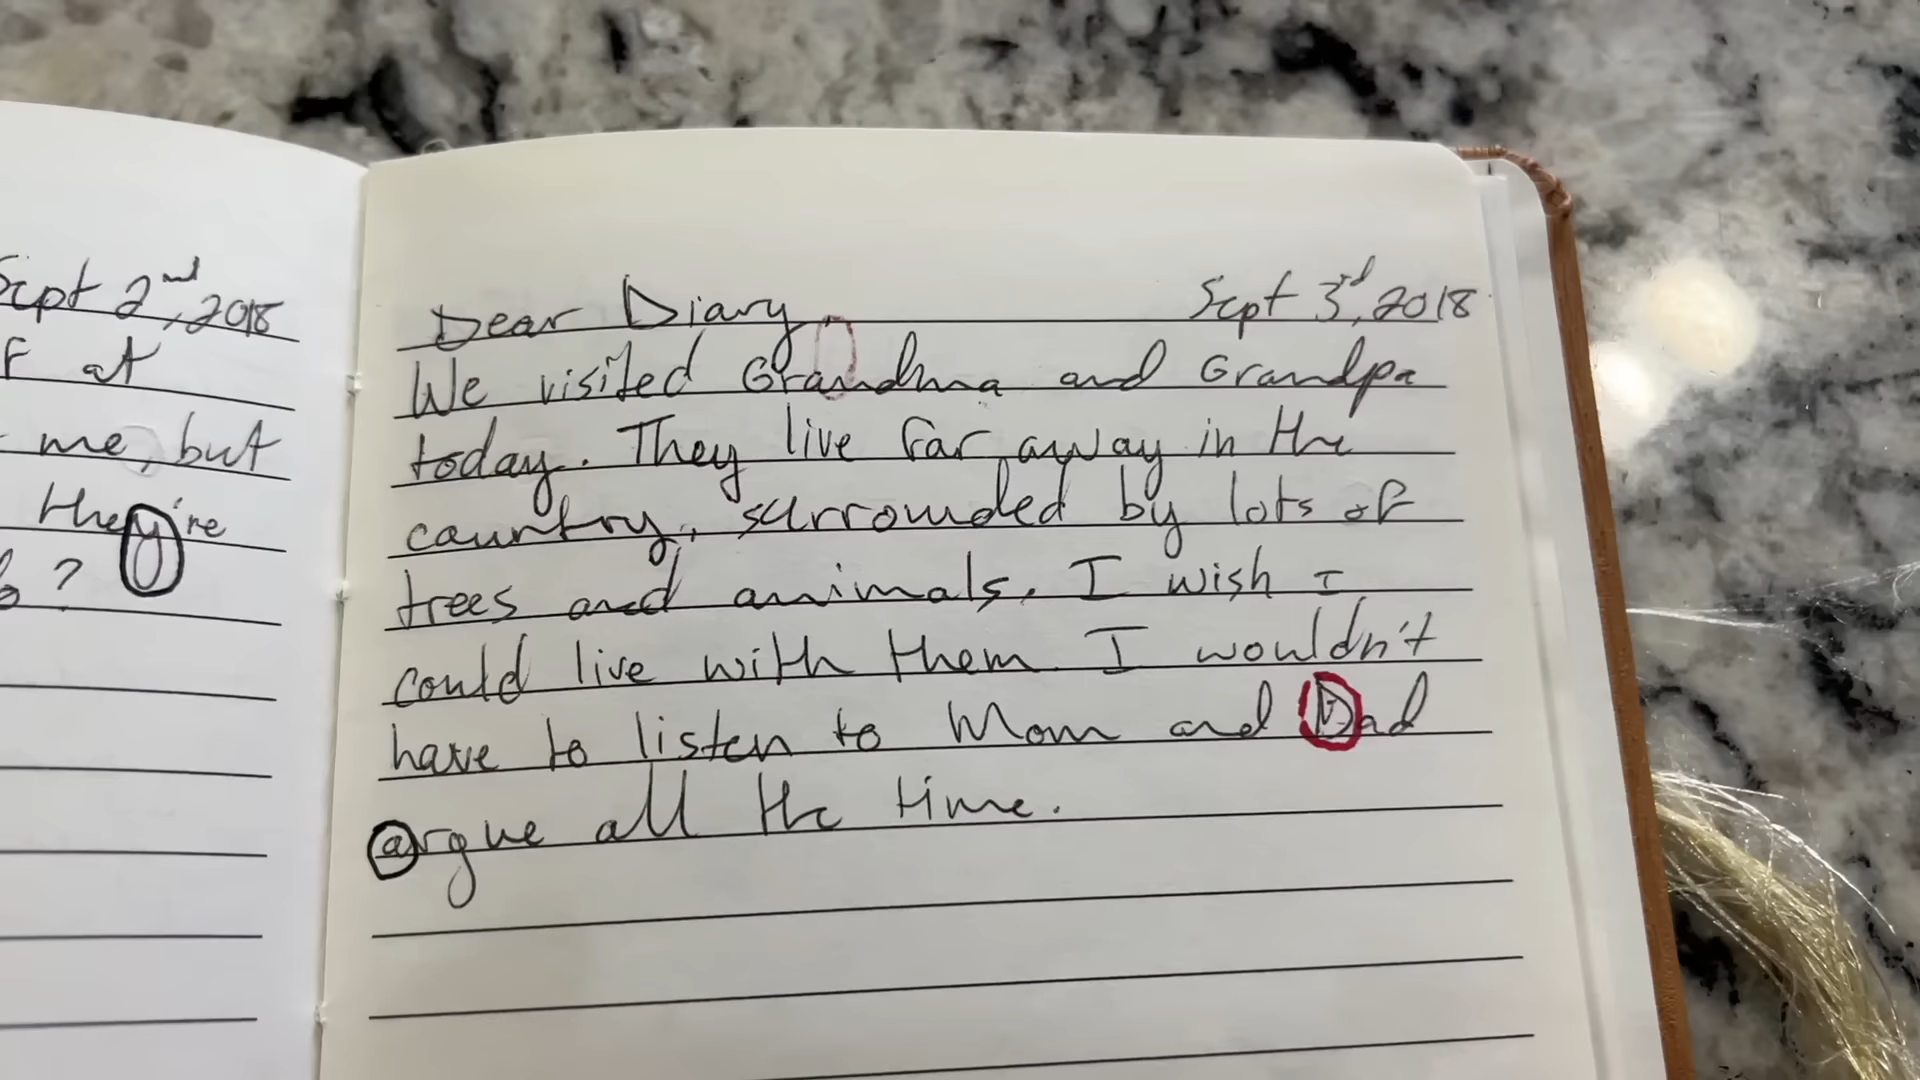 Sept 2nd, 2018
at
me, but
they're
?
Dear Diary, Sept 3rd, 2018
We visited Grandma and Grandpa
today. They live far away in the
country, surrounded by lots of
trees and animals. I wish I
could live with them. I wouldn't
have to listen to Mom and Dad
argue all the time.